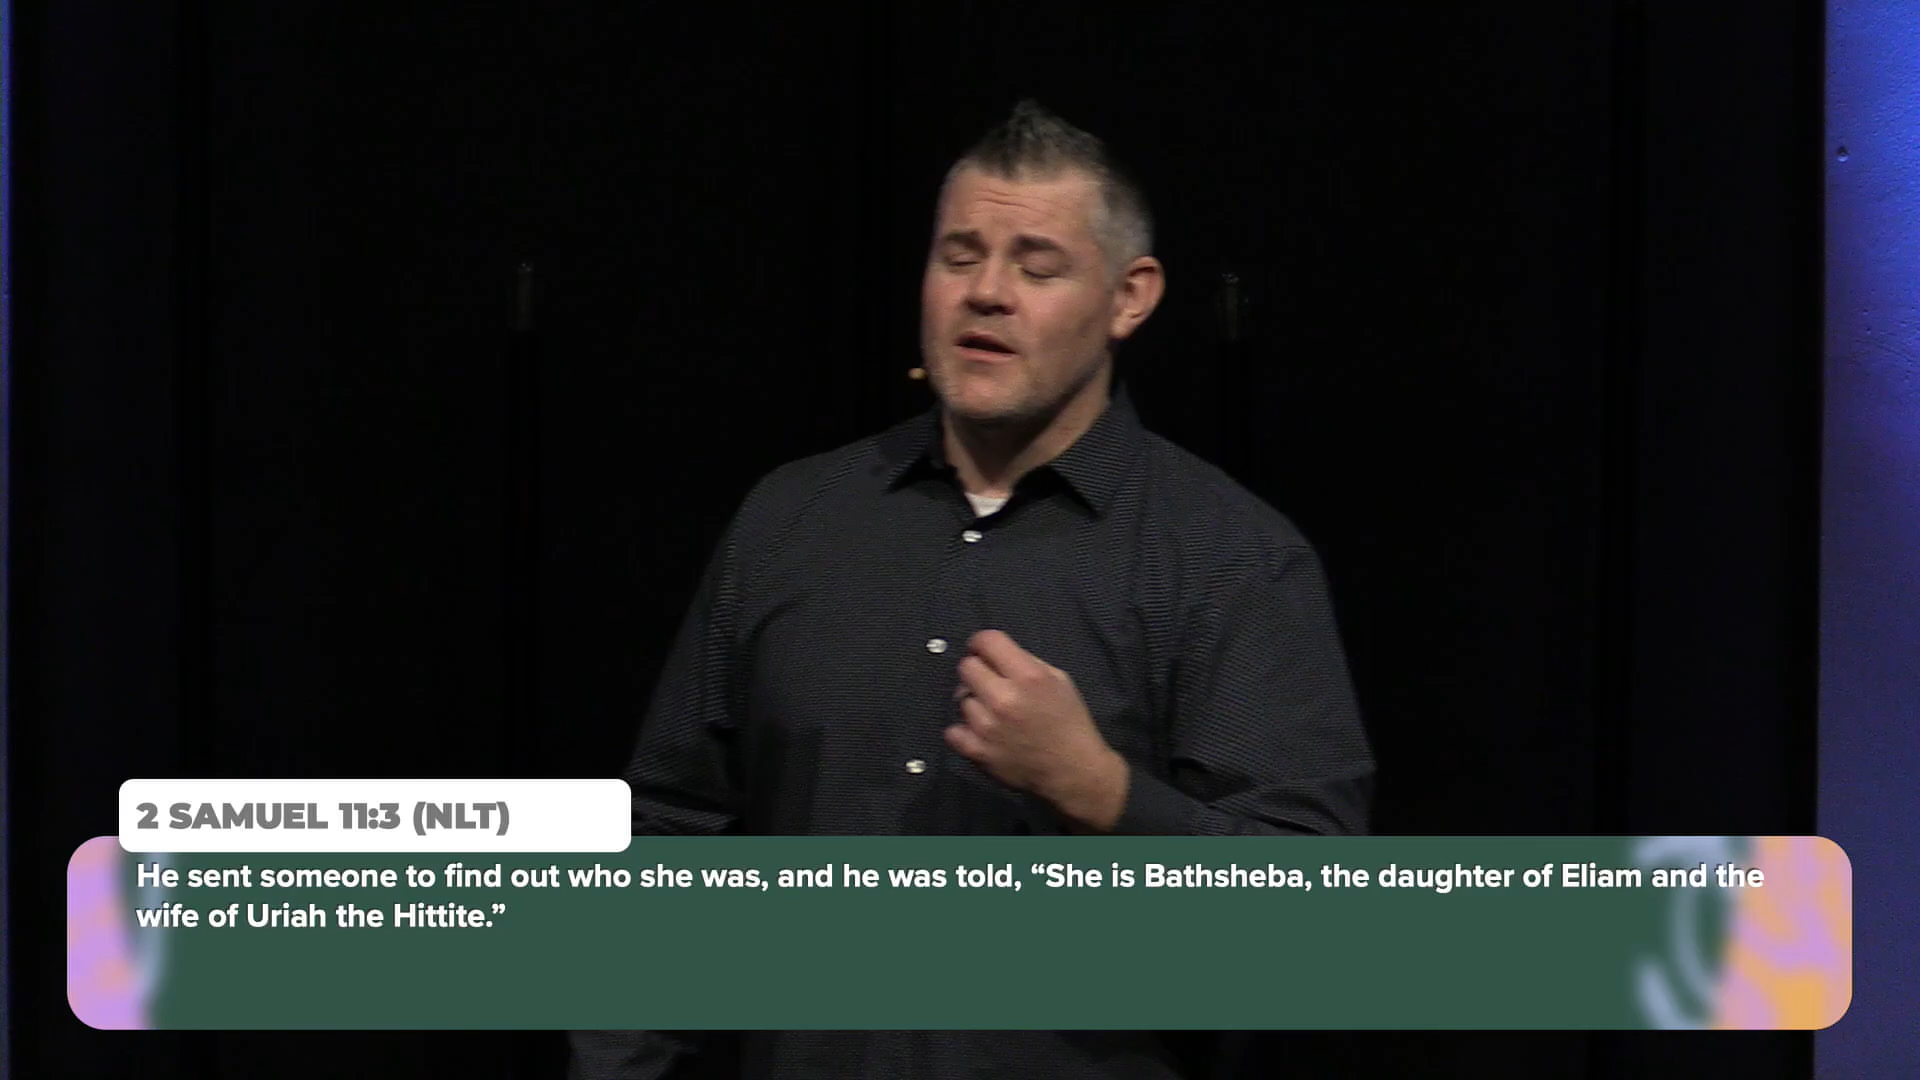 2 SAMUEL 11:3 (NLT)
He sent someone to find out who she was, and he was told, “She is Bathsheba, the daughter of Eliam and the
wife of Uriah the Hittite.”